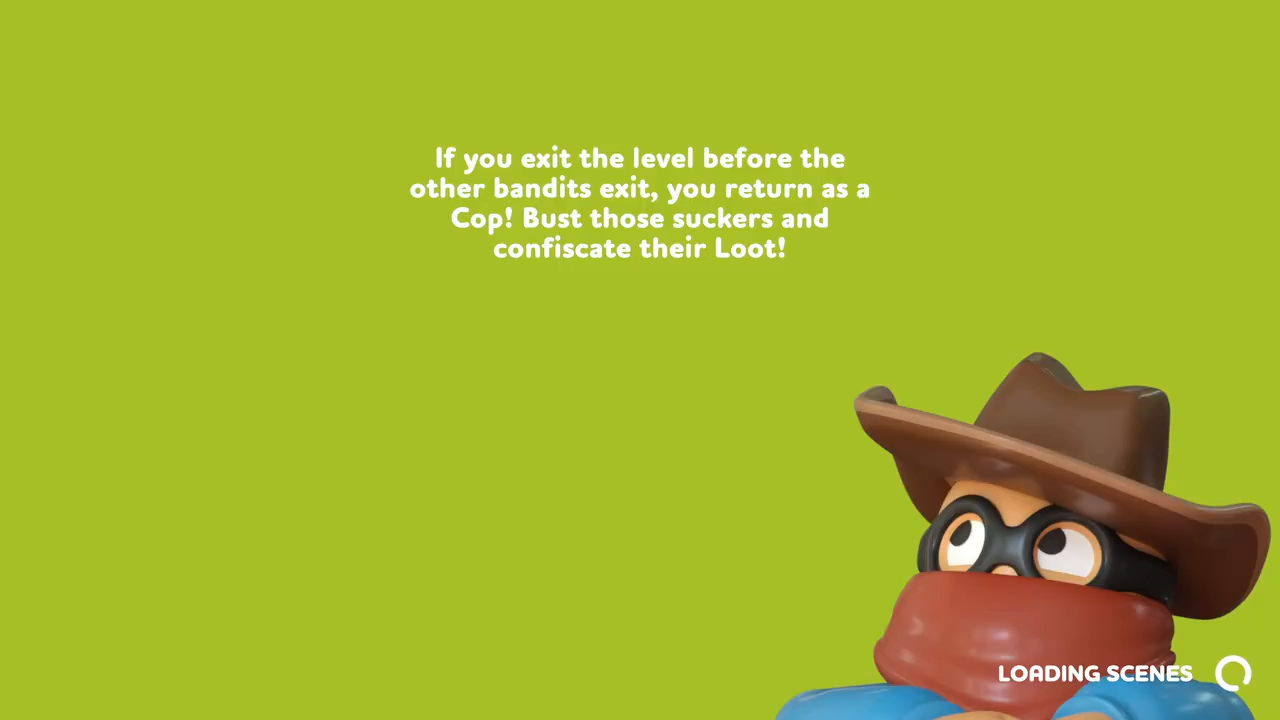 If you exit the level before the
other bandits exit, you return as a
Cop! Bust those suckers and
confiscate their Loot!
LOADING SCENES